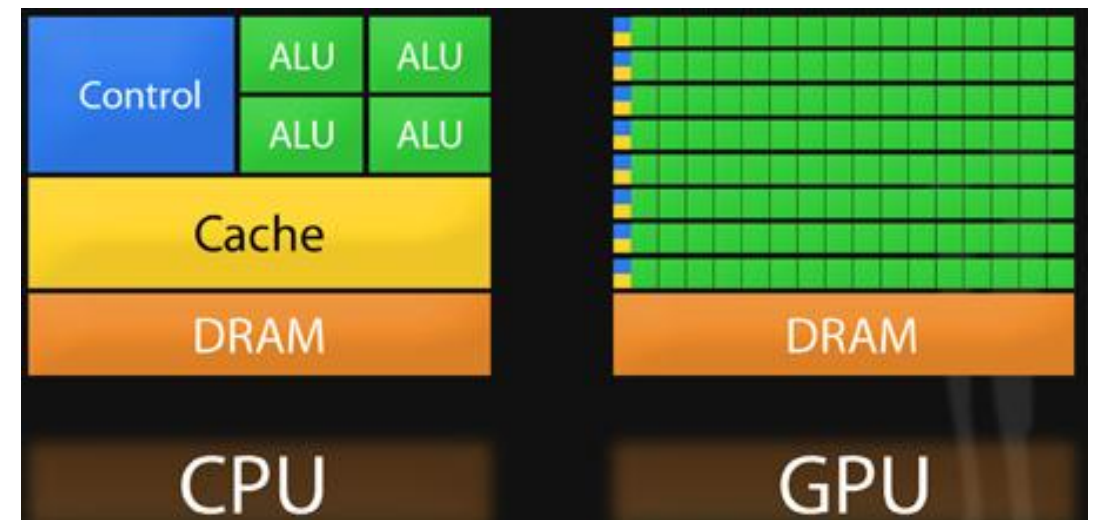 Control
ALU ALU
ALU ALU
Cache
DRAM
DRAM
CPU
GPU